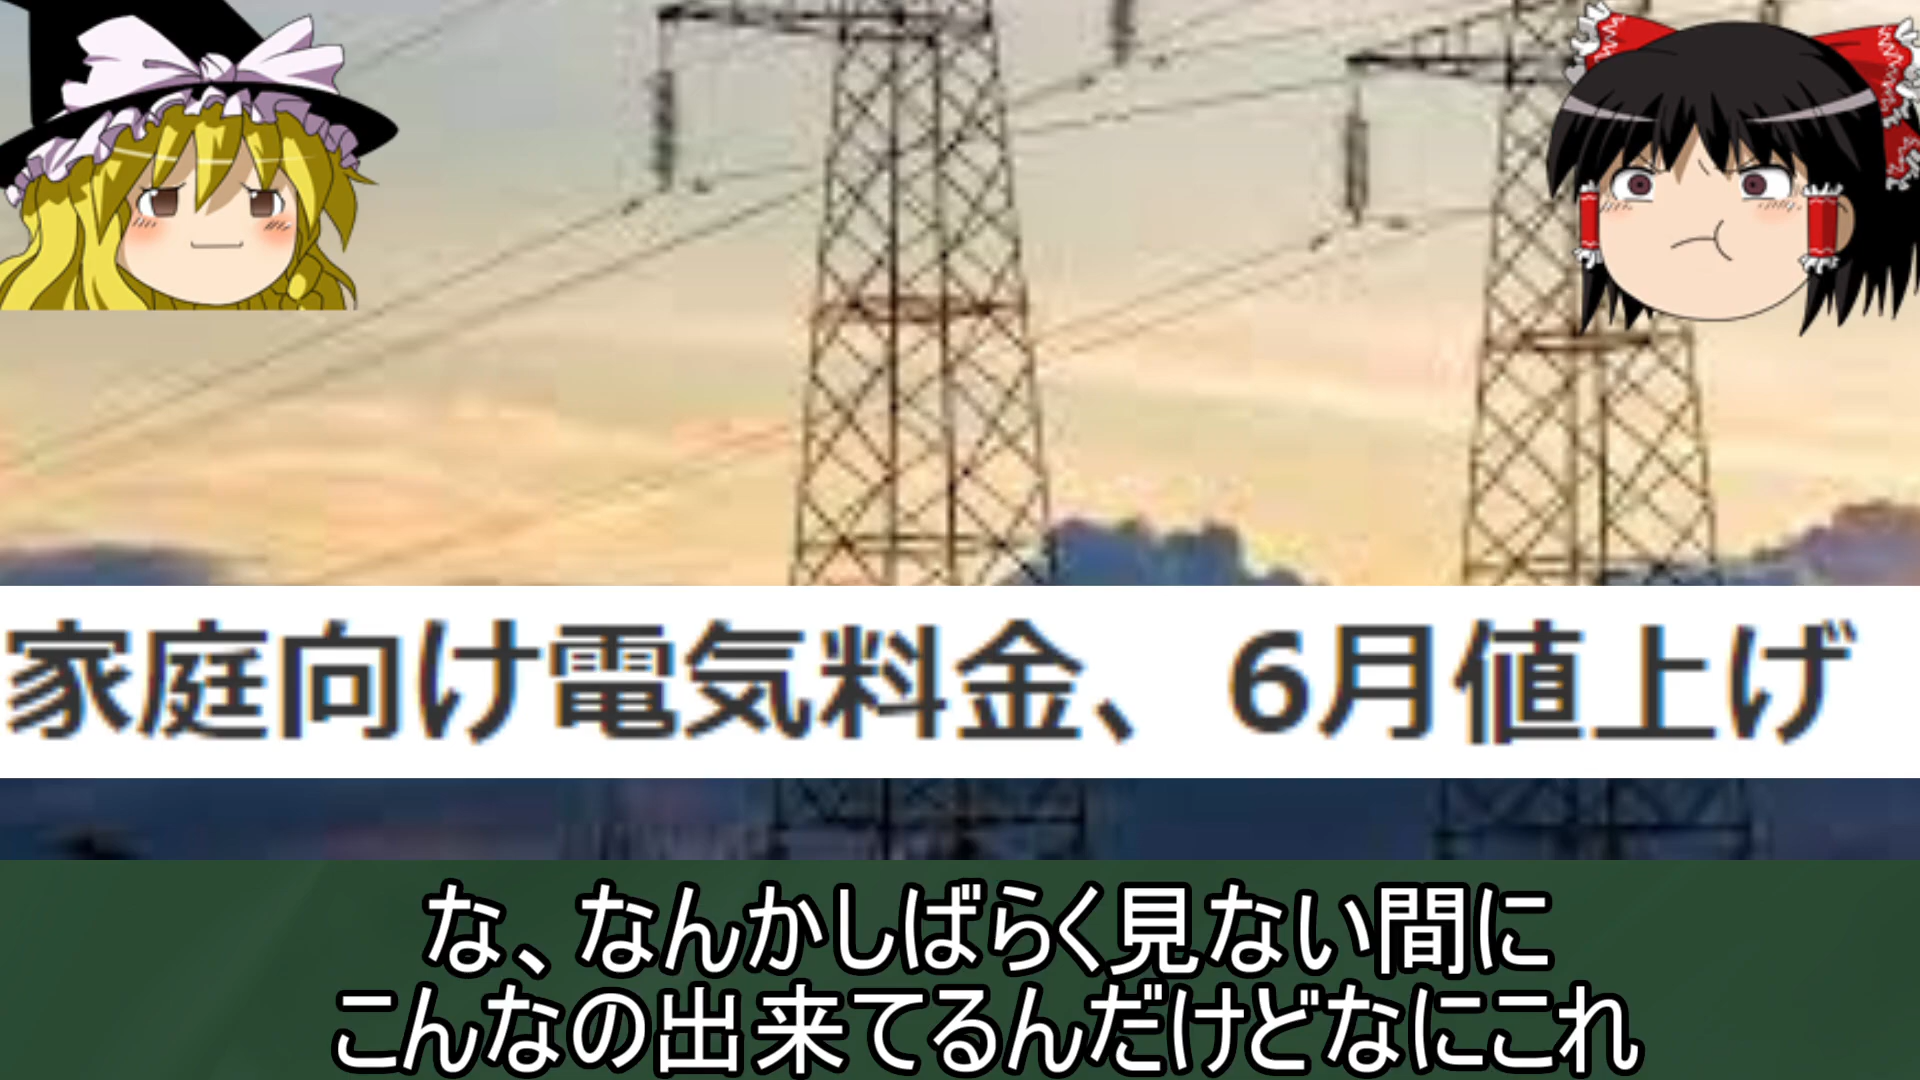 家庭向け電気料金、6月値上げ
な、なんかしばらく見ない間に
こんなの出来てるんだけどなにこれ